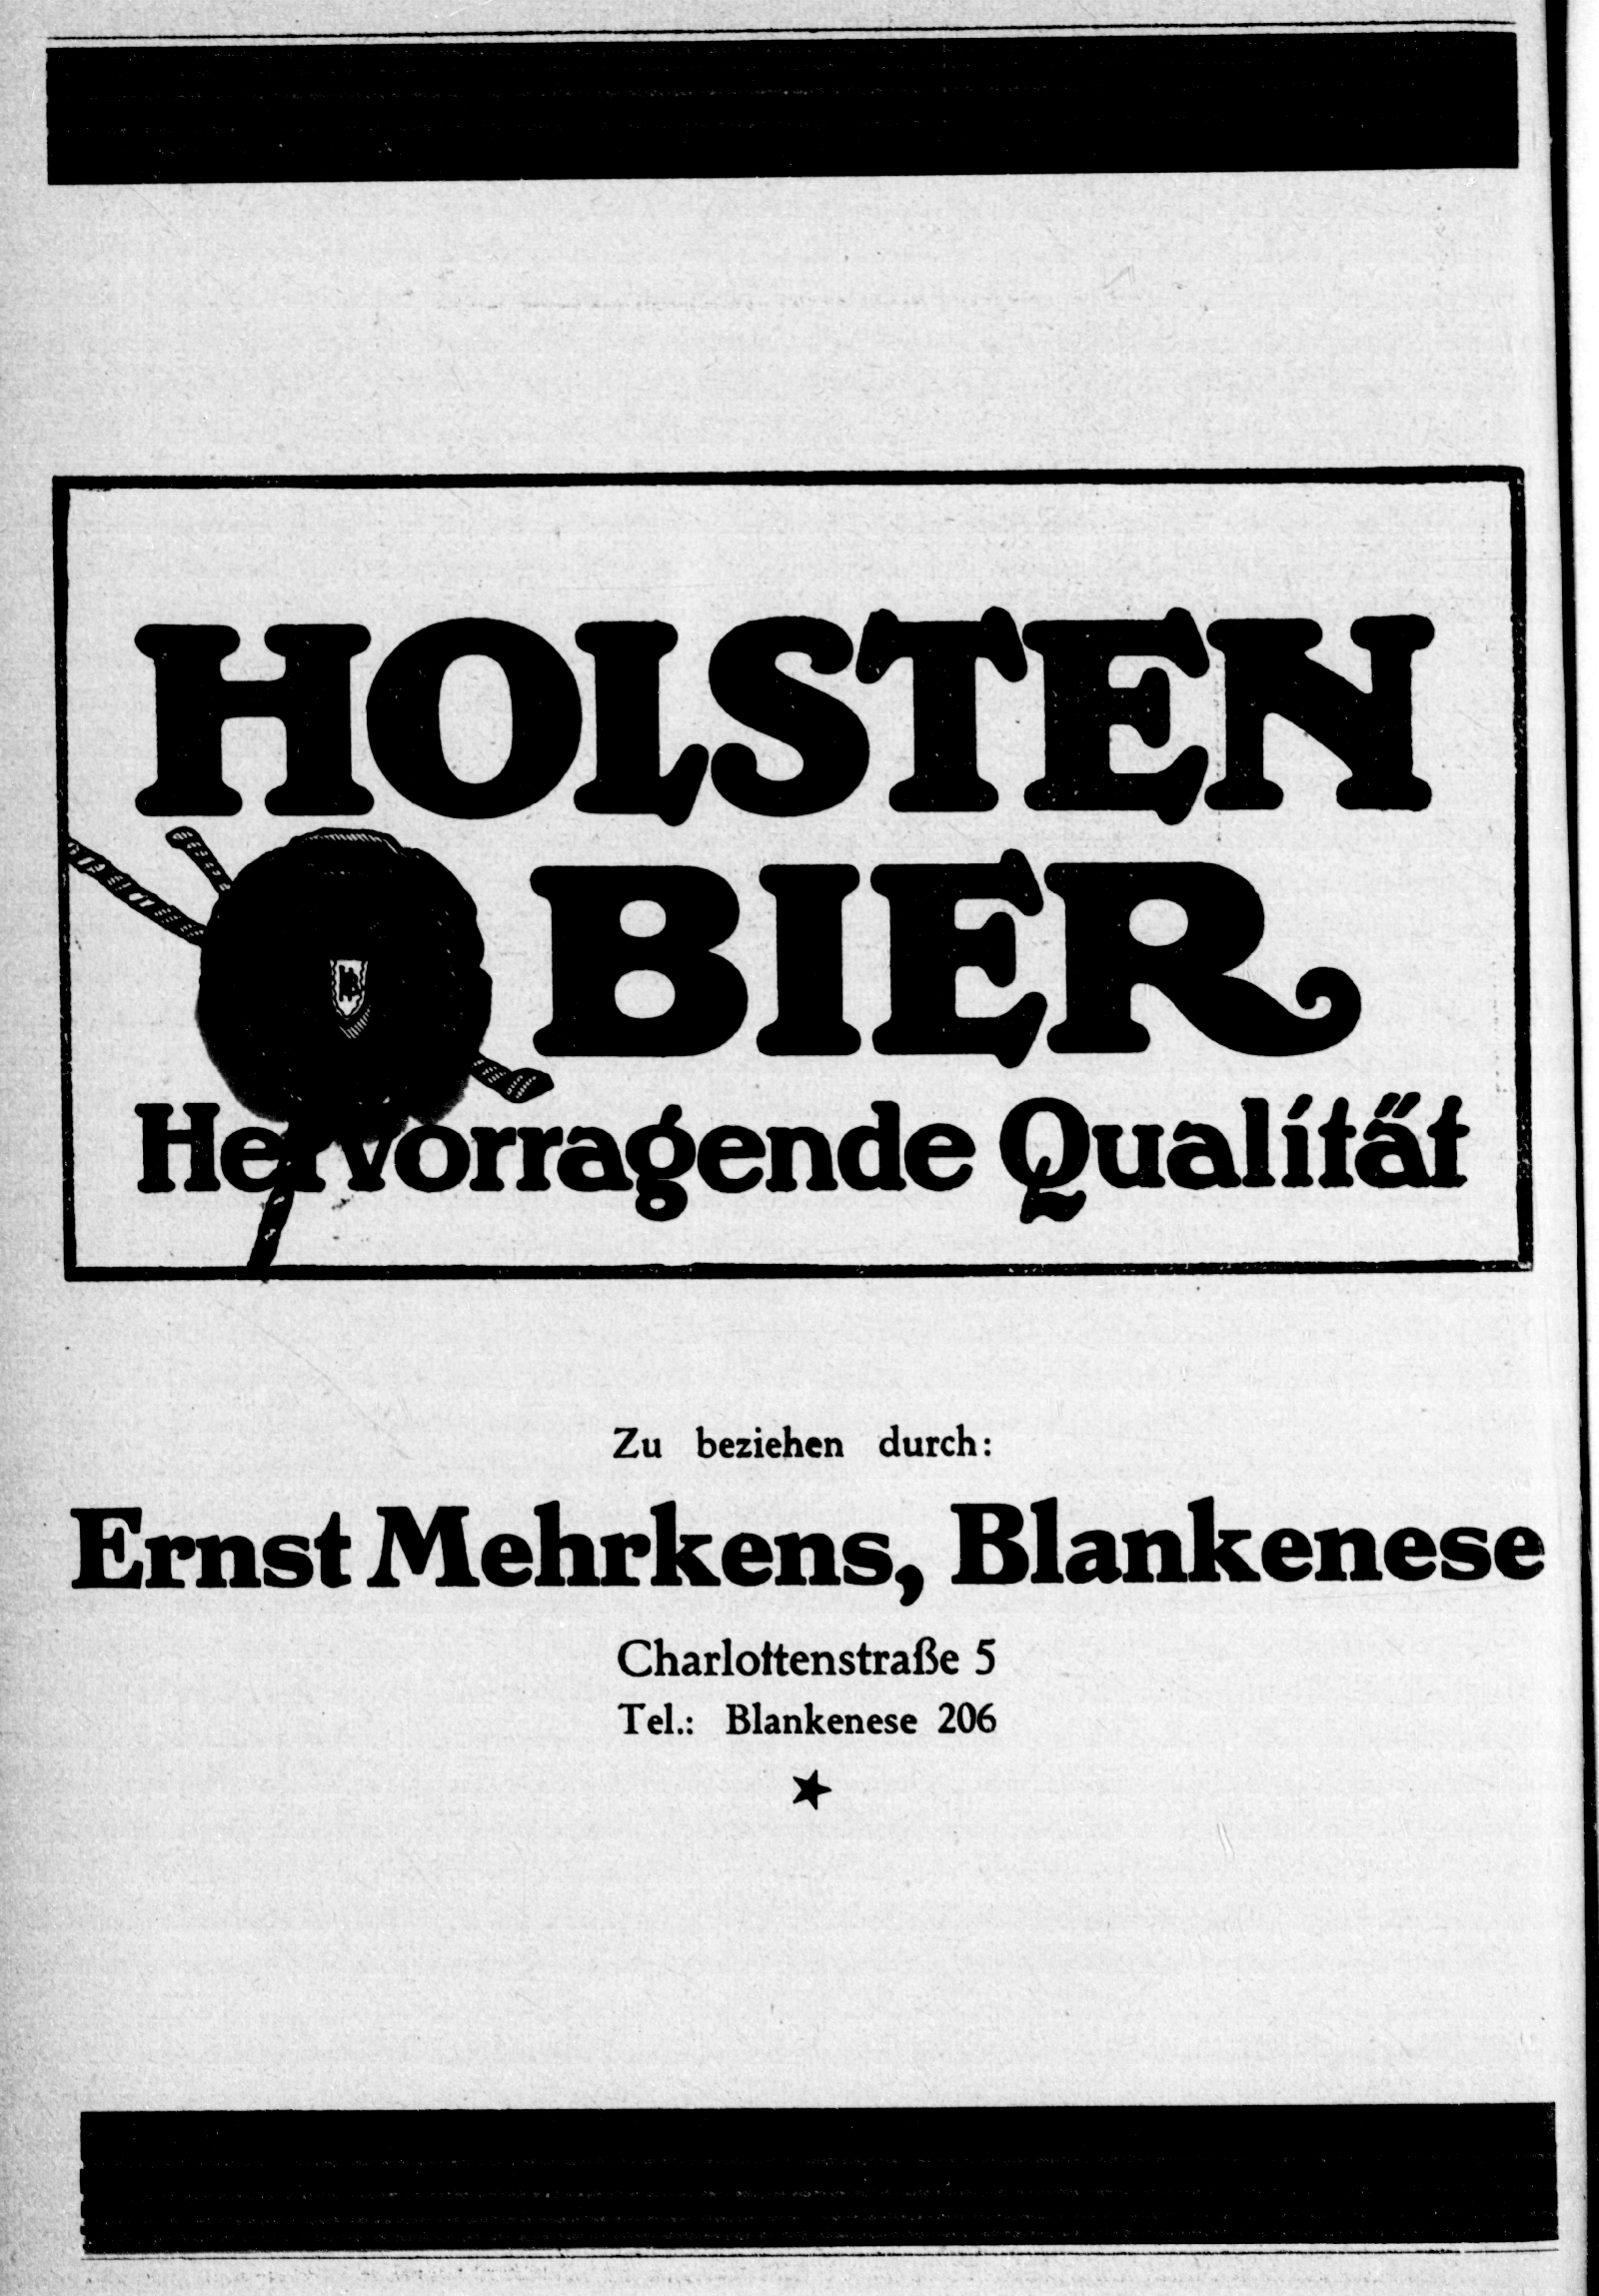 HOLSTEN
BIER
Hervorragende Qualität
Zu beziehen durch:
Ernst Mehrkens, Blankenese
Charlottenstraße 5
Tel.: Blankenese 206